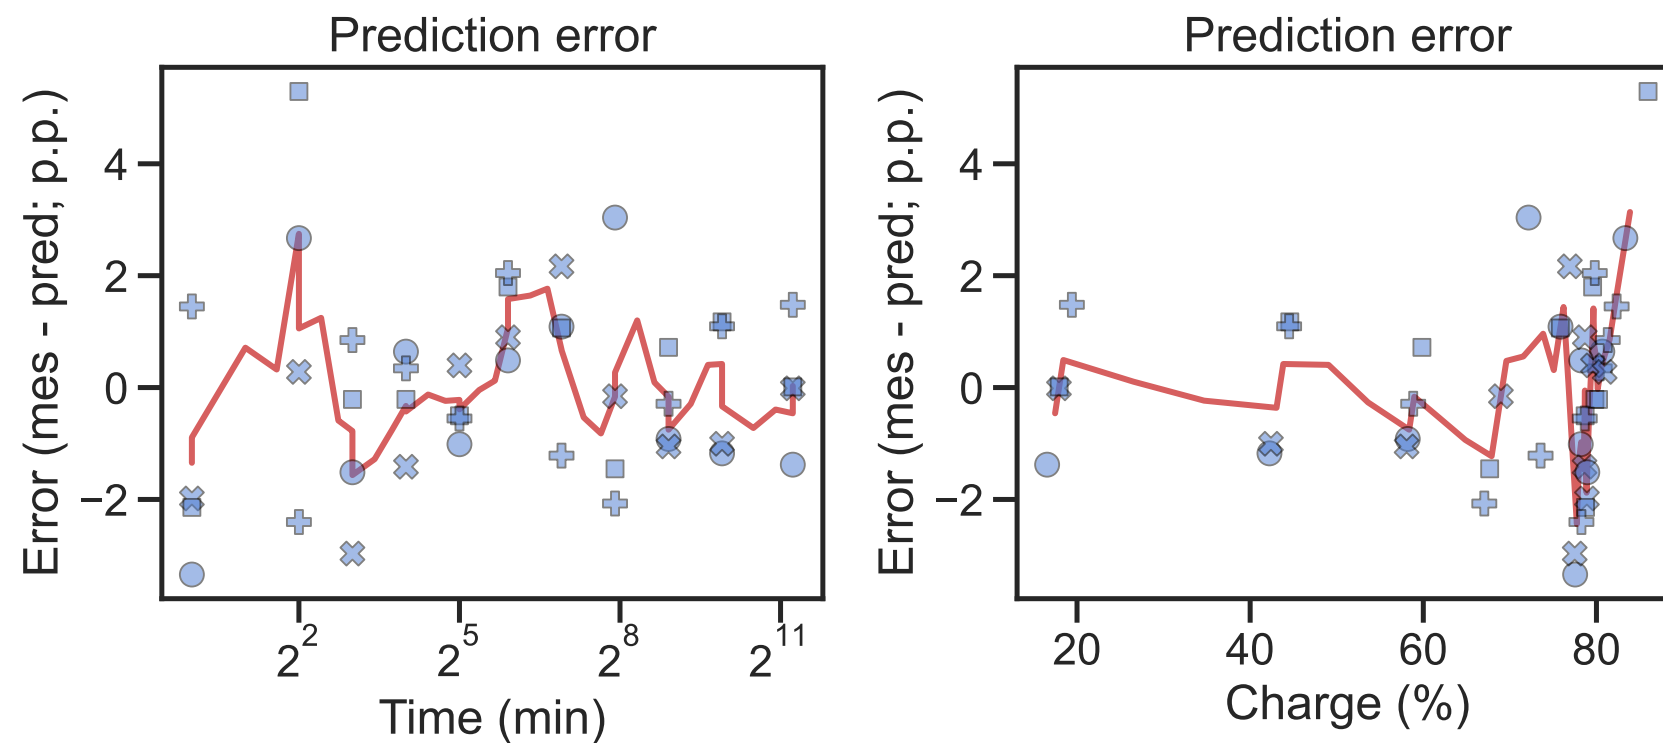 Prediction error
Error (mes - pred; p.p.)
4
2
0
−2
2^2
2^5
2^8
2^11
Time (min)
Prediction error
Error (mes - pred; p.p.)
4
2
0
−2
20
40
60
80
Charge (%)